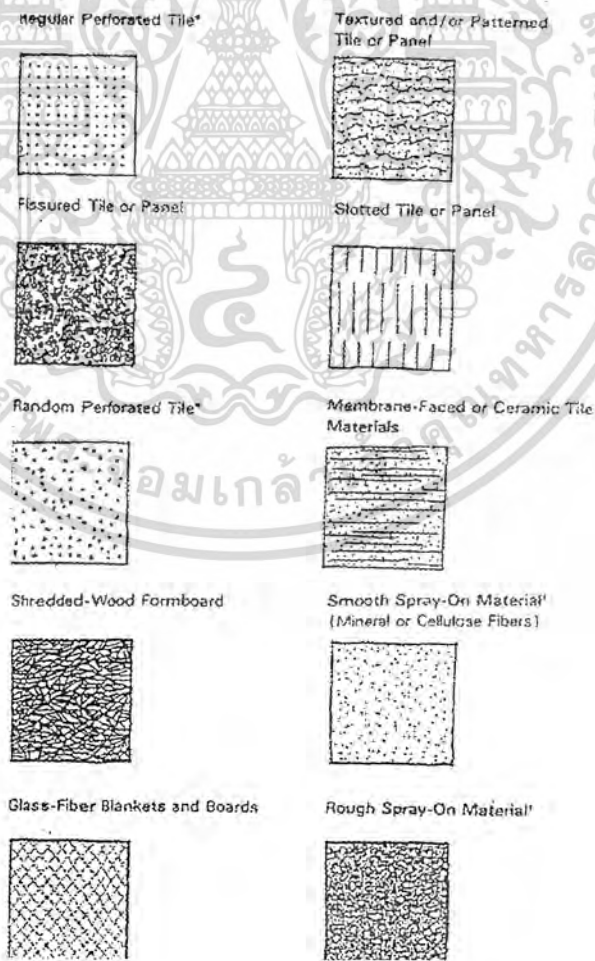 Regular Perforated Tile*
Textured and/or Patterned
Tile or Panel
Fissured Tile or Panel
Slotted Tile or Panel
Random Perforated Tile*
Membrane-Faced or Ceramic Tile
Materials
Shredded-Wood Formboard
Smooth Spray-On Material†
(Mineral or Cellulose Fibers)
Glass-Fiber Blankets and Boards
Rough Spray-On Material†